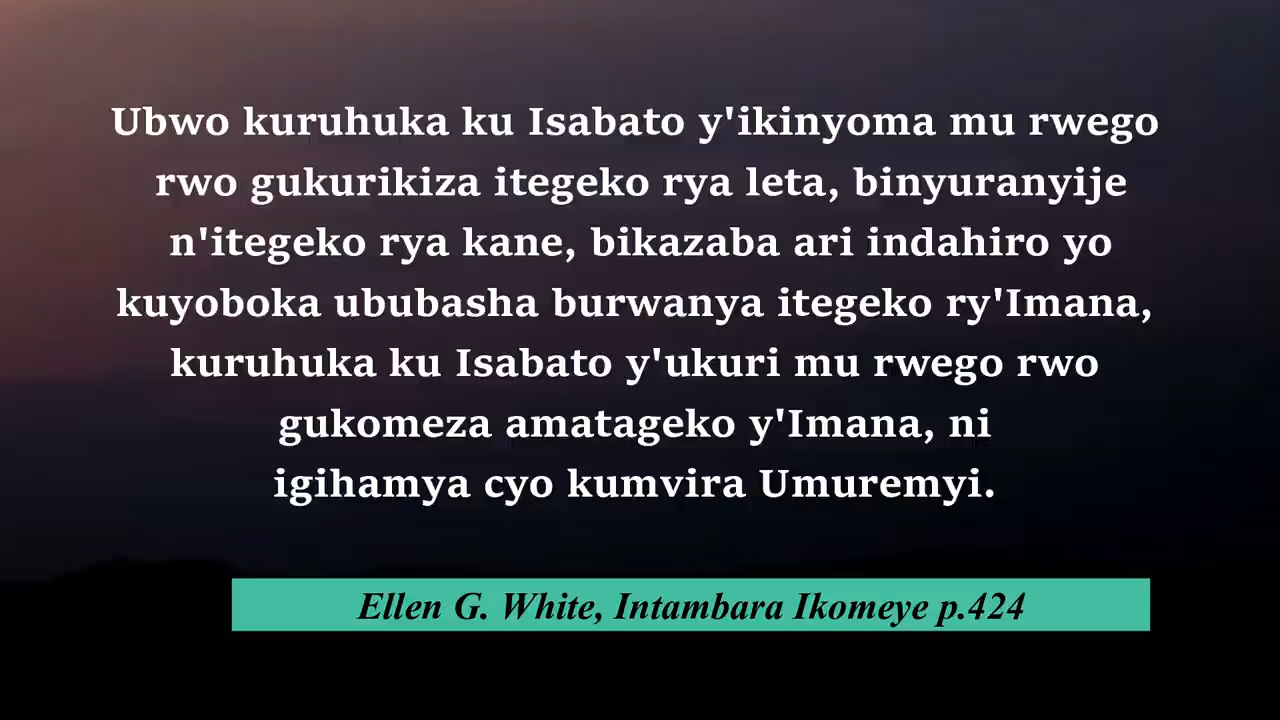 Ubwo kuruhuka ku Isabato y'ikinyoma mu rwego
rwo gukurikiza itegeko rya leta, binyuranyije
n'itegeko rya kane, bikazaba ari indahiro yo
kuyoboka ububasha burwanya itegeko ry'Imana,
kuruhuka ku Isabato y'ukuri mu rwego rwo
gukomeza amatageko y'Imana, ni
igihamya cyo kumvira Umuremyi.
Ellen G. White, Intambara Ikomeye p.424